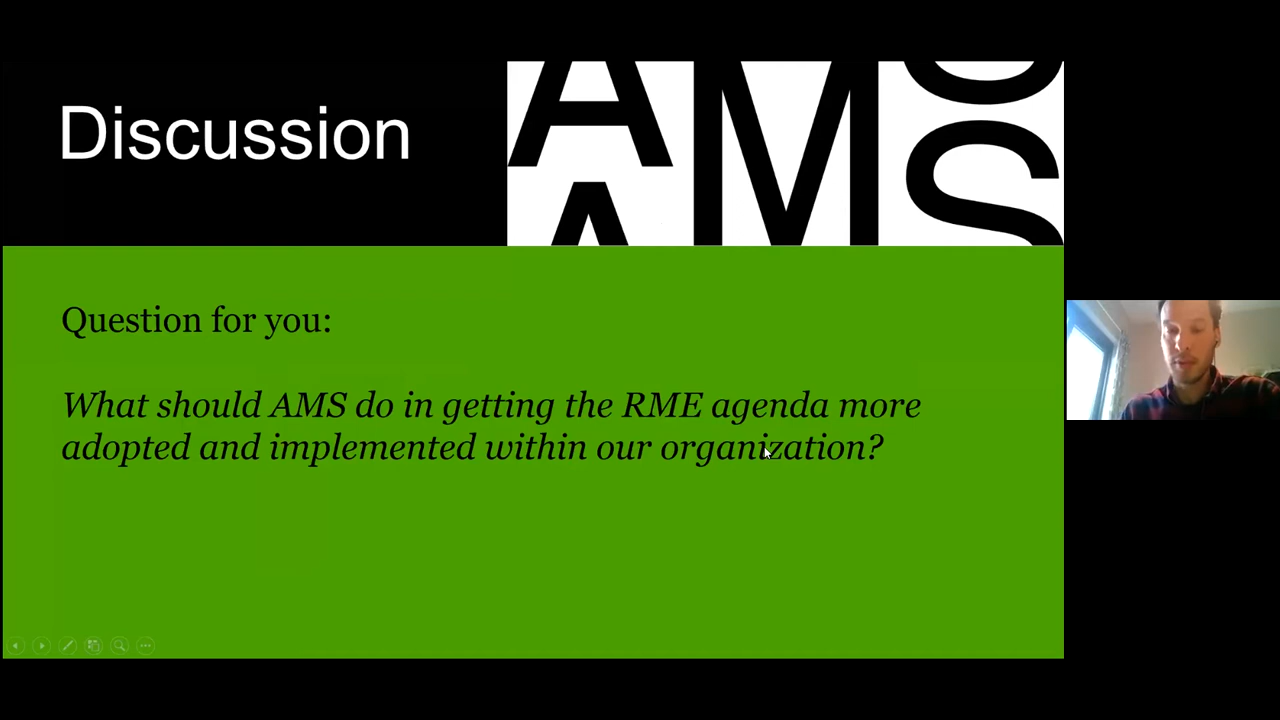 Discussion
AMS
Question for you:
What should AMS do in getting the RME agenda more
adopted and implemented within our organization?